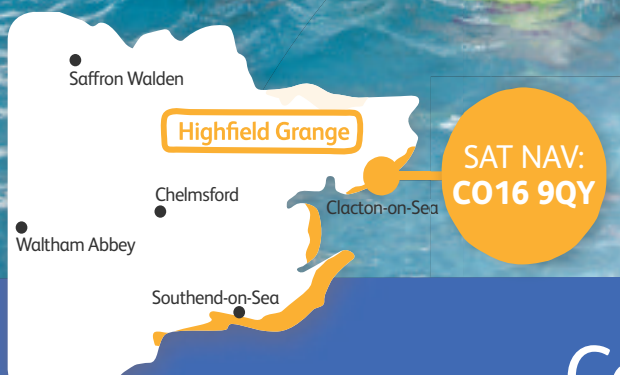 Saffron Walden
Highfield Grange
SAT NAV:
CO16 9QY
Chelmsford
Clacton-on-Sea
Waltham Abbey
Southend-on-Sea